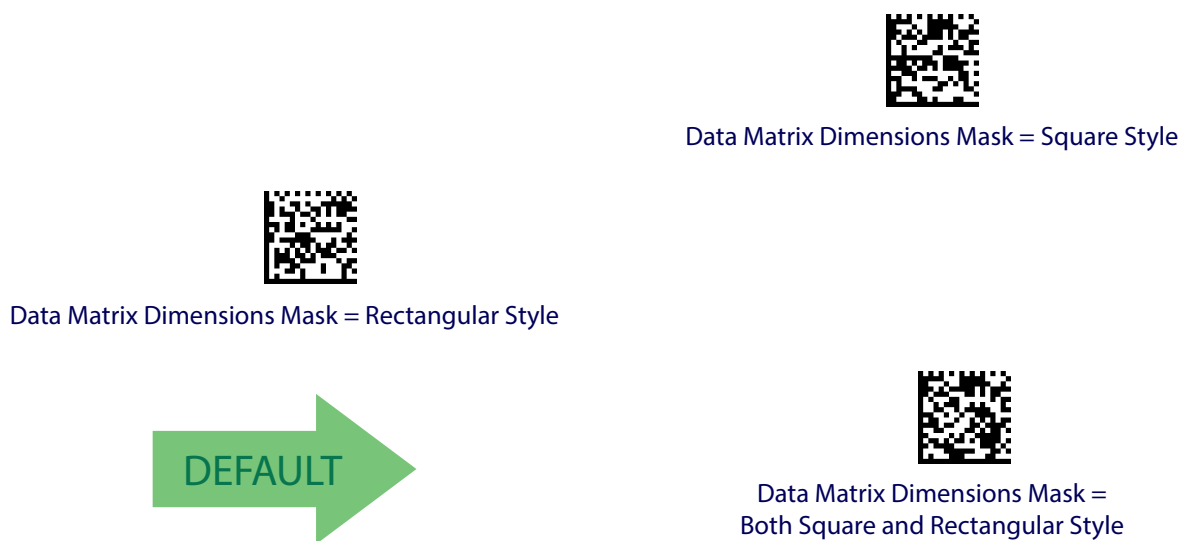 Data Matrix Dimensions Mask = Square Style
Data Matrix Dimensions Mask = Rectangular Style
DEFAULT
Data Matrix Dimensions Mask =
Both Square and Rectangular Style